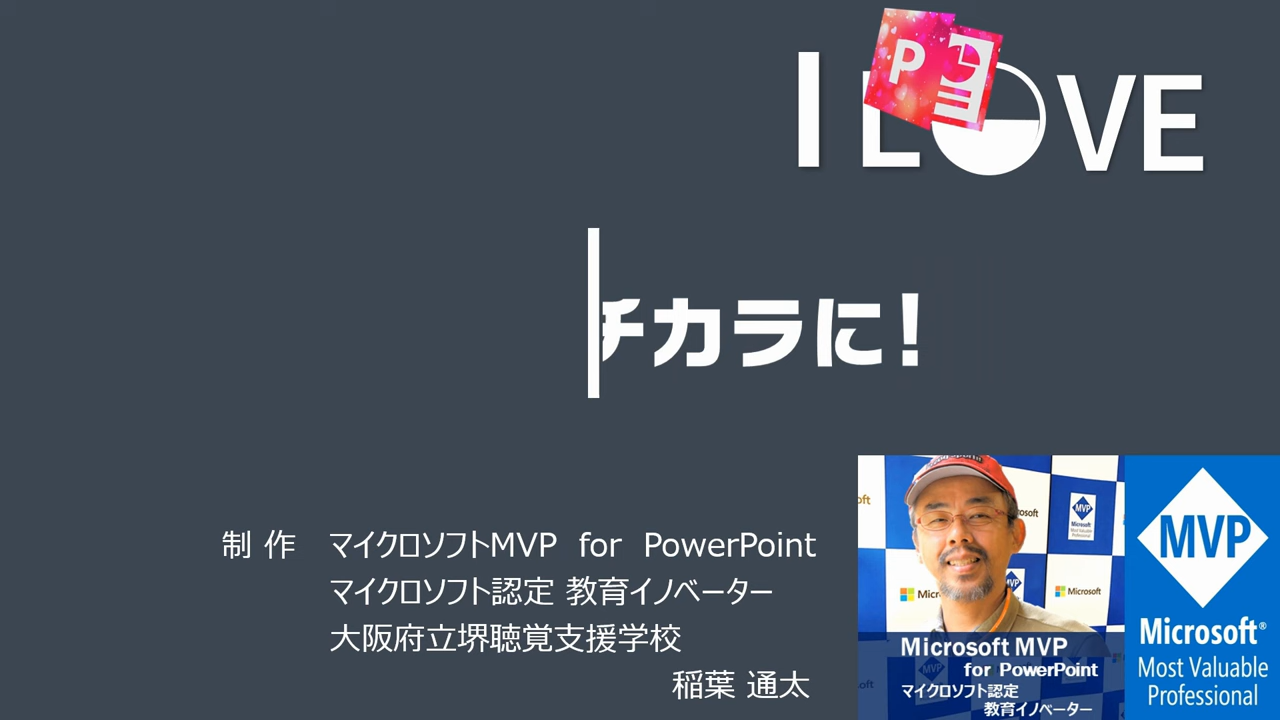 I LOVE
P
チカラに!
制 作 マイクロソフトMVP for PowerPoint
マイクロソフト認定 教育イノベーター
大阪府立堺聴覚支援学校
稲葉 通太
Microsoft MVP
for PowerPoint
マイクロソフト認定
教育イノベーター
MVP
Microsoft®
Most Valuable
Professional
MVP
Microsoft